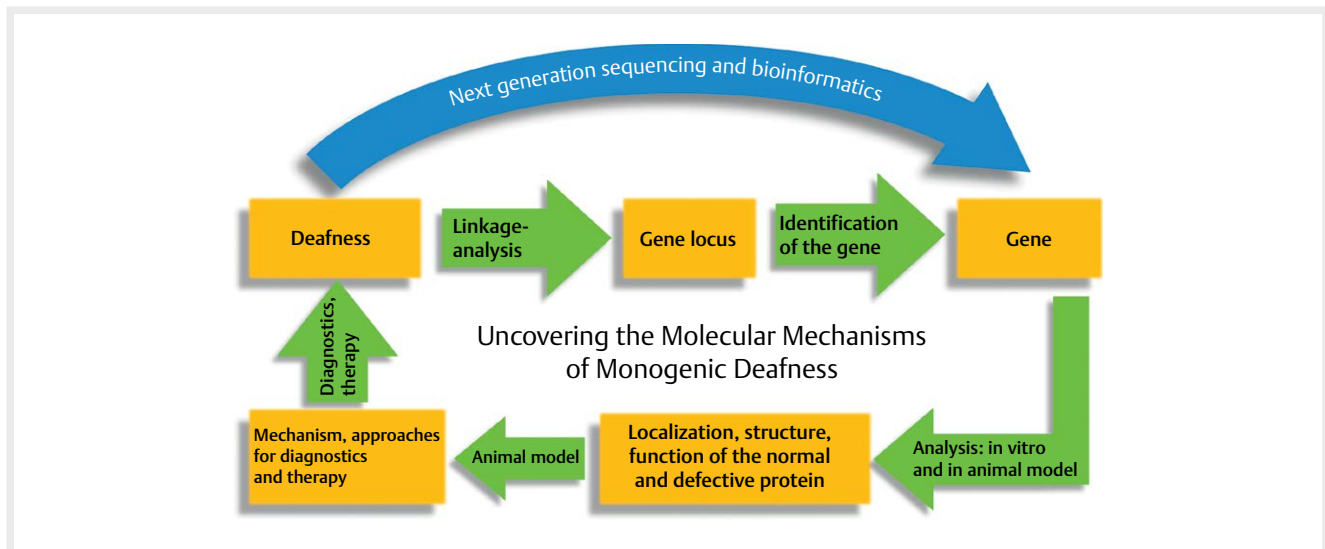 Next generation sequencing and bioinformatics
Deafness
Linkage-
analysis
Gene locus
Identification
of the gene
Gene
Uncovering the Molecular Mechanisms
of Monogenic Deafness
Diagnostics,
therapy
Mechanism, approaches
for diagnostics
and therapy
Animal model
Localization, structure,
function of the normal
and defective protein
Analysis: in vitro
and in animal model